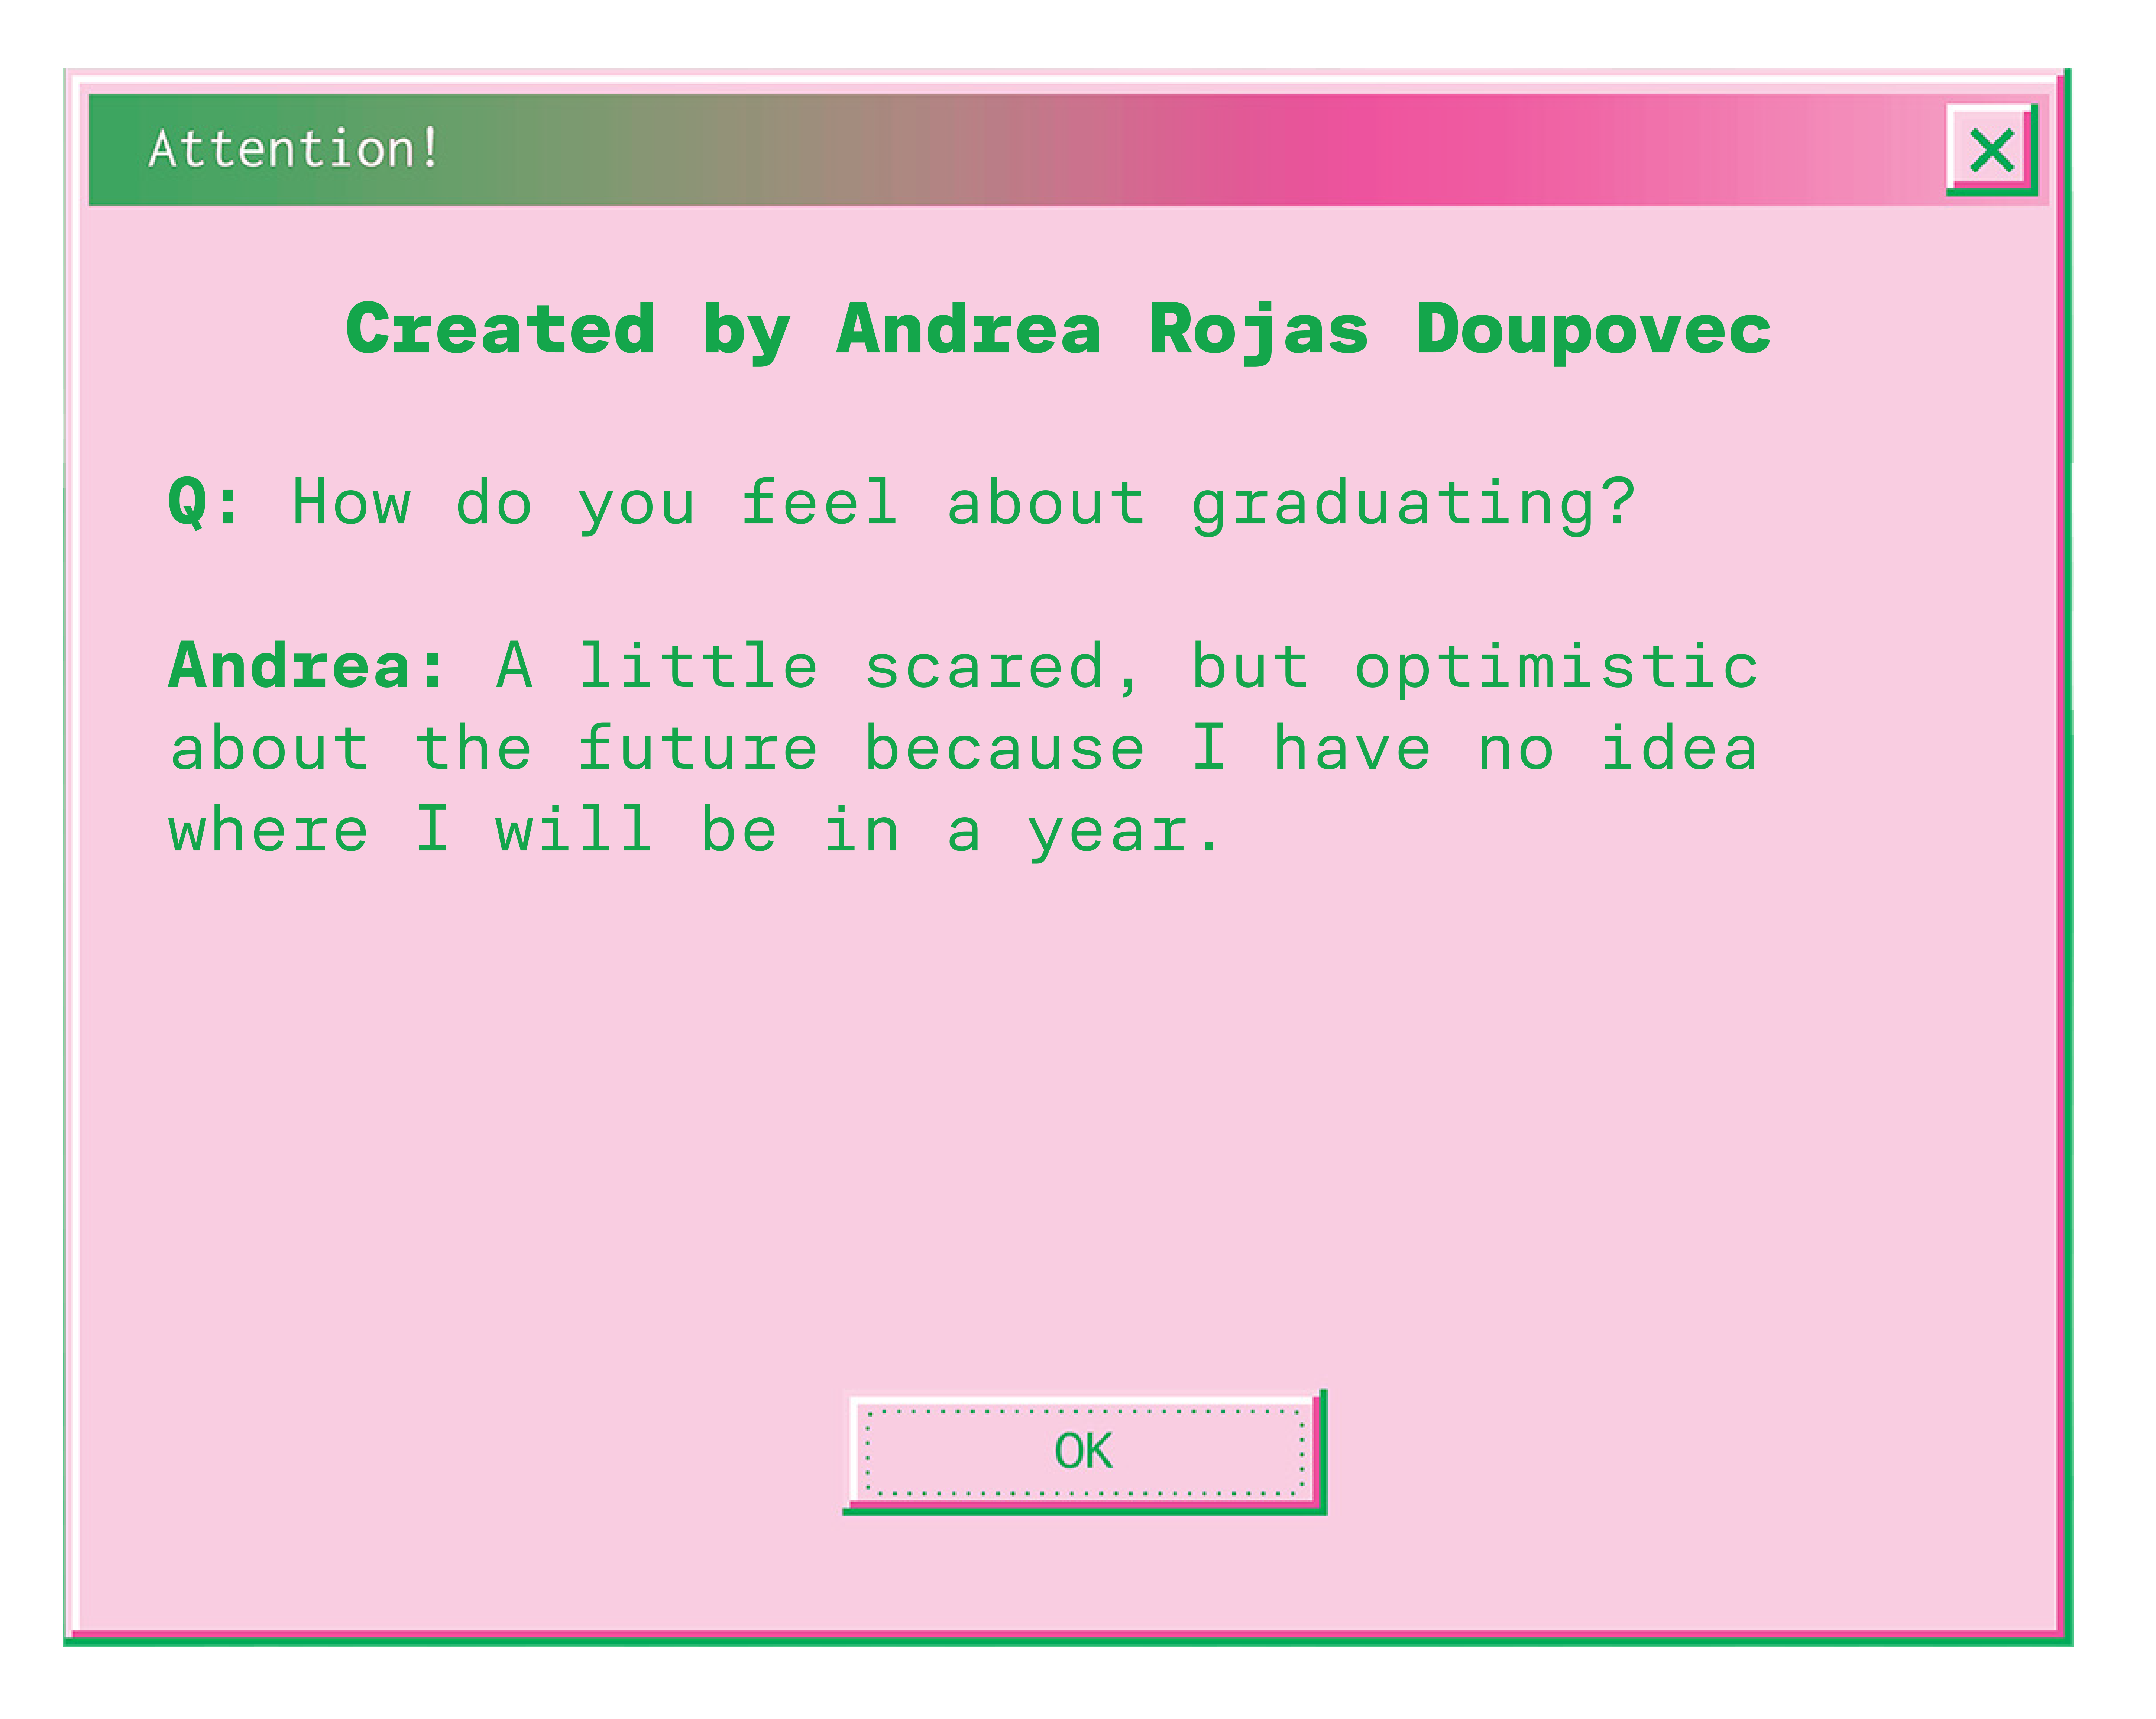 Attention!
Created by Andrea Rojas Doupovec
Q: How do you feel about graduating?
Andrea: A little scared, but optimistic
about the future because I have no idea
where I will be in a year.
OK